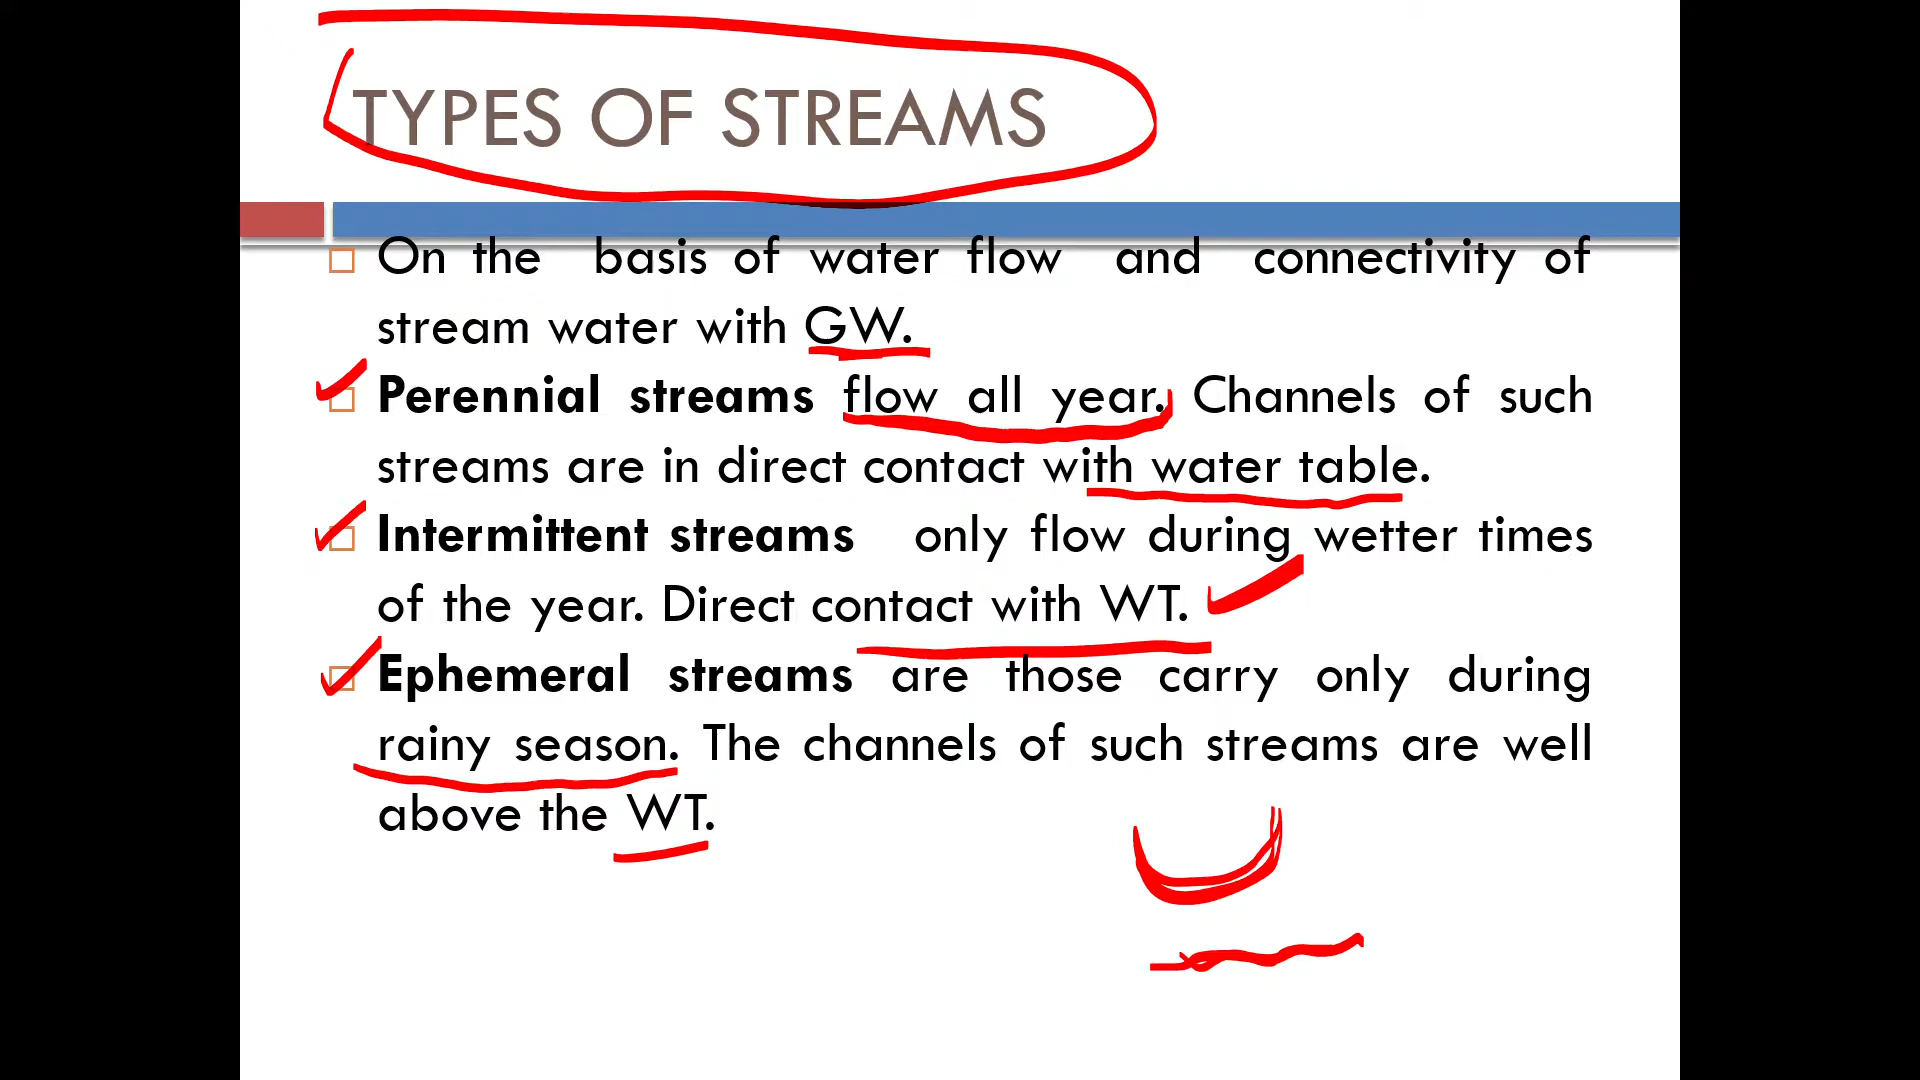 TYPES OF STREAMS
On the basis of water flow and connectivity of
stream water with GW.
Perennial streams flow all year. Channels of such
streams are in direct contact with water table.
Intermittent streams only flow during wetter times
of the year. Direct contact with WT.
Ephemeral streams are those carry only during
rainy season. The channels of such streams are well
above the WT.